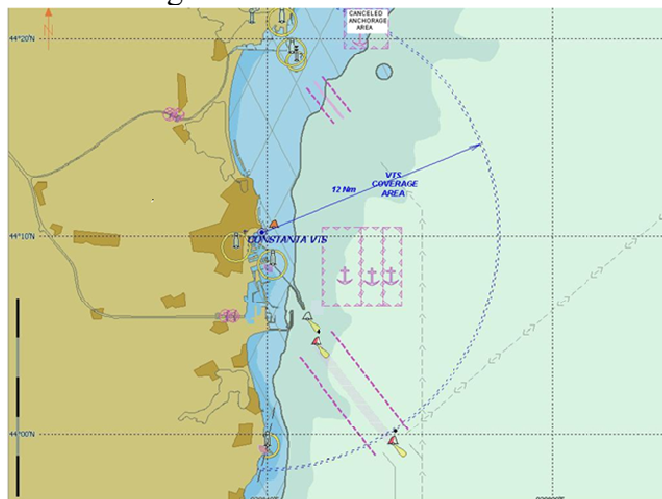 CANCELED
ANCHORAGE
AREA
44°20'N
12 Nm
VTS
COVERAGE
AREA
44°10'N
CONSTANTA VTS
44°00'N